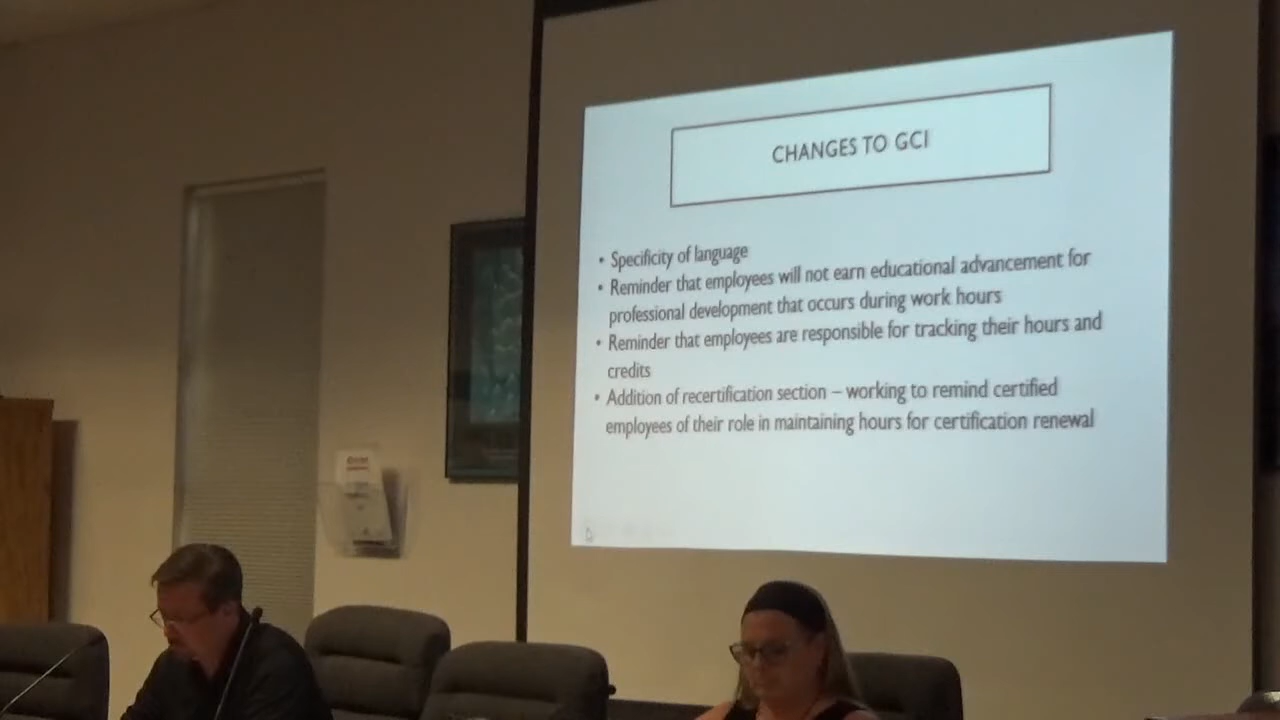 CHANGES TO GCI
• Specificity of language
• Reminder that employees will not earn educational advancement for
professional development that occurs during work hours
• Reminder that employees are responsible for tracking their hours and
credits
• Addition of recertification section – working to remind certified
employees of their role in maintaining hours for certification renewal